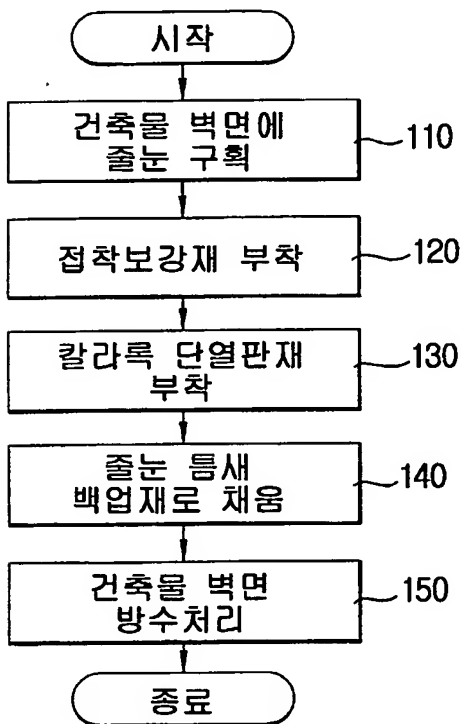 시작
건축물 벽면에
줄눈 구획
110
접착보강재 부착
120
칼라록 단열판재
부착
130
줄눈 틈새
백업재로 채움
140
건축물 벽면
방수처리
150
종료